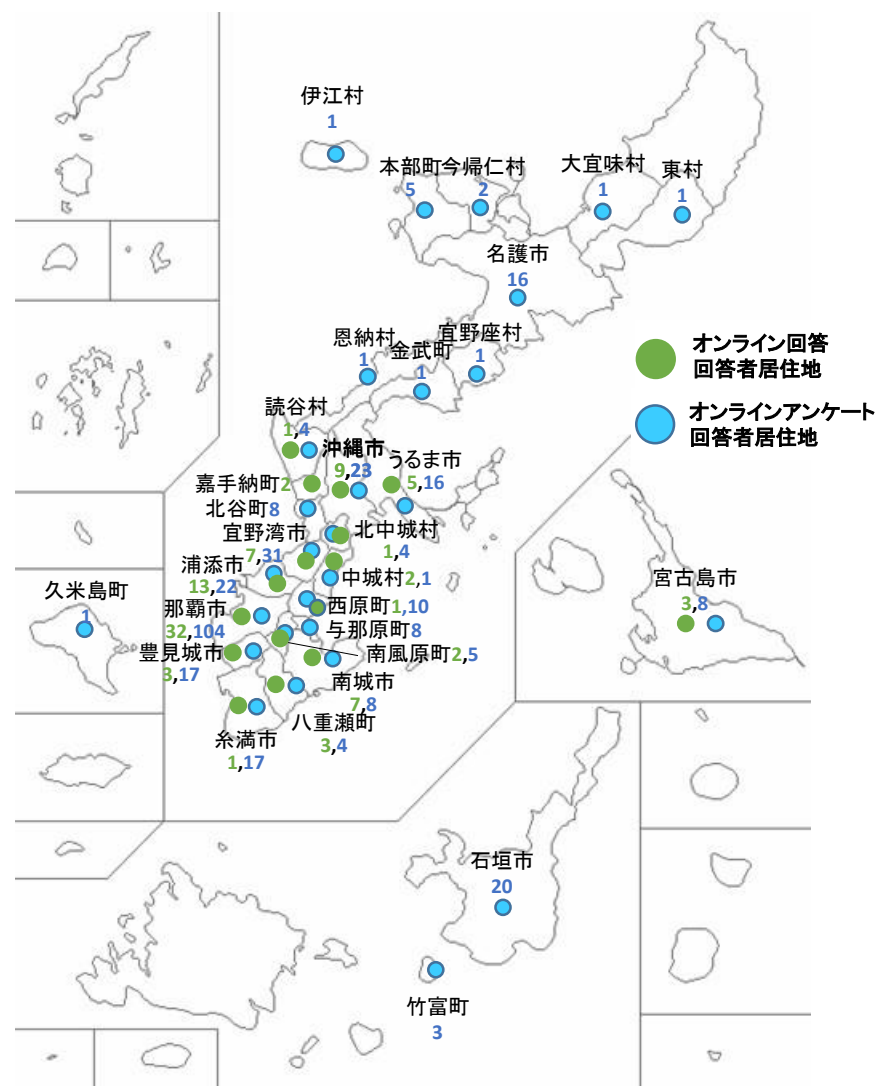 伊江村
1
本部町
5
今帰仁村
2
大宜味村
1
東村
1
名護市
16
恩納村
1
金武町
1
宜野座村
1
オンライン回答
回答者居住地
オンラインアンケート
回答者居住地
読谷村
1,4
沖縄市
9,23
うるま市
5,16
嘉手納町2
北谷町8
宜野湾市
7,31
北中城村
1,4
浦添市
13,22
中城村2,1
那覇市
32,104
西原町1,10
与那原町8
豊見城市
3,17
南風原町2,5
南城市
7,8
八重瀬町
3,4
糸満市
1,17
久米島町
1
宮古島市
3,8
石垣市
20
竹富町
3